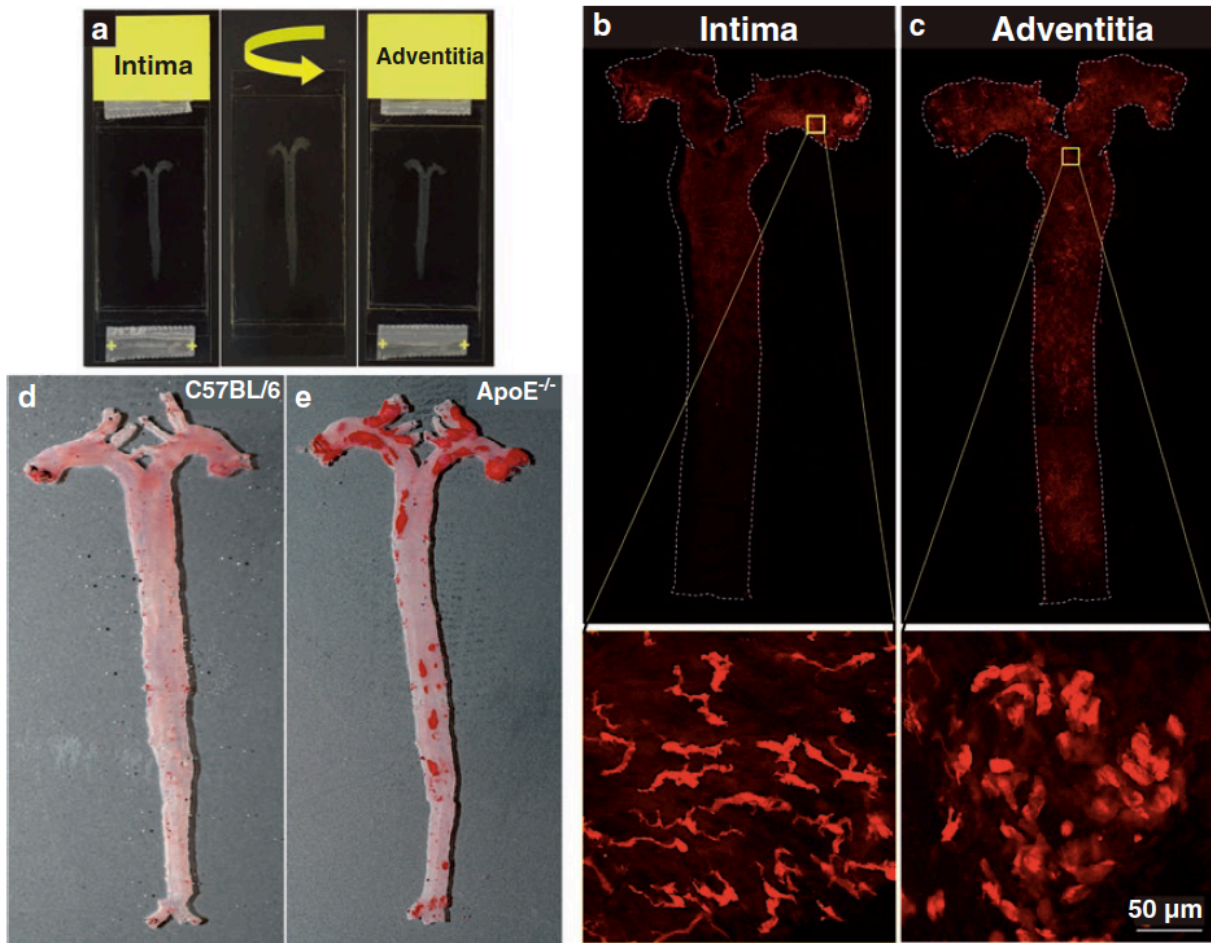 a
Intima
Adventitia
b
Intima
c
Adventitia
d
C57BL/6
e
ApoE-/-
50 µm